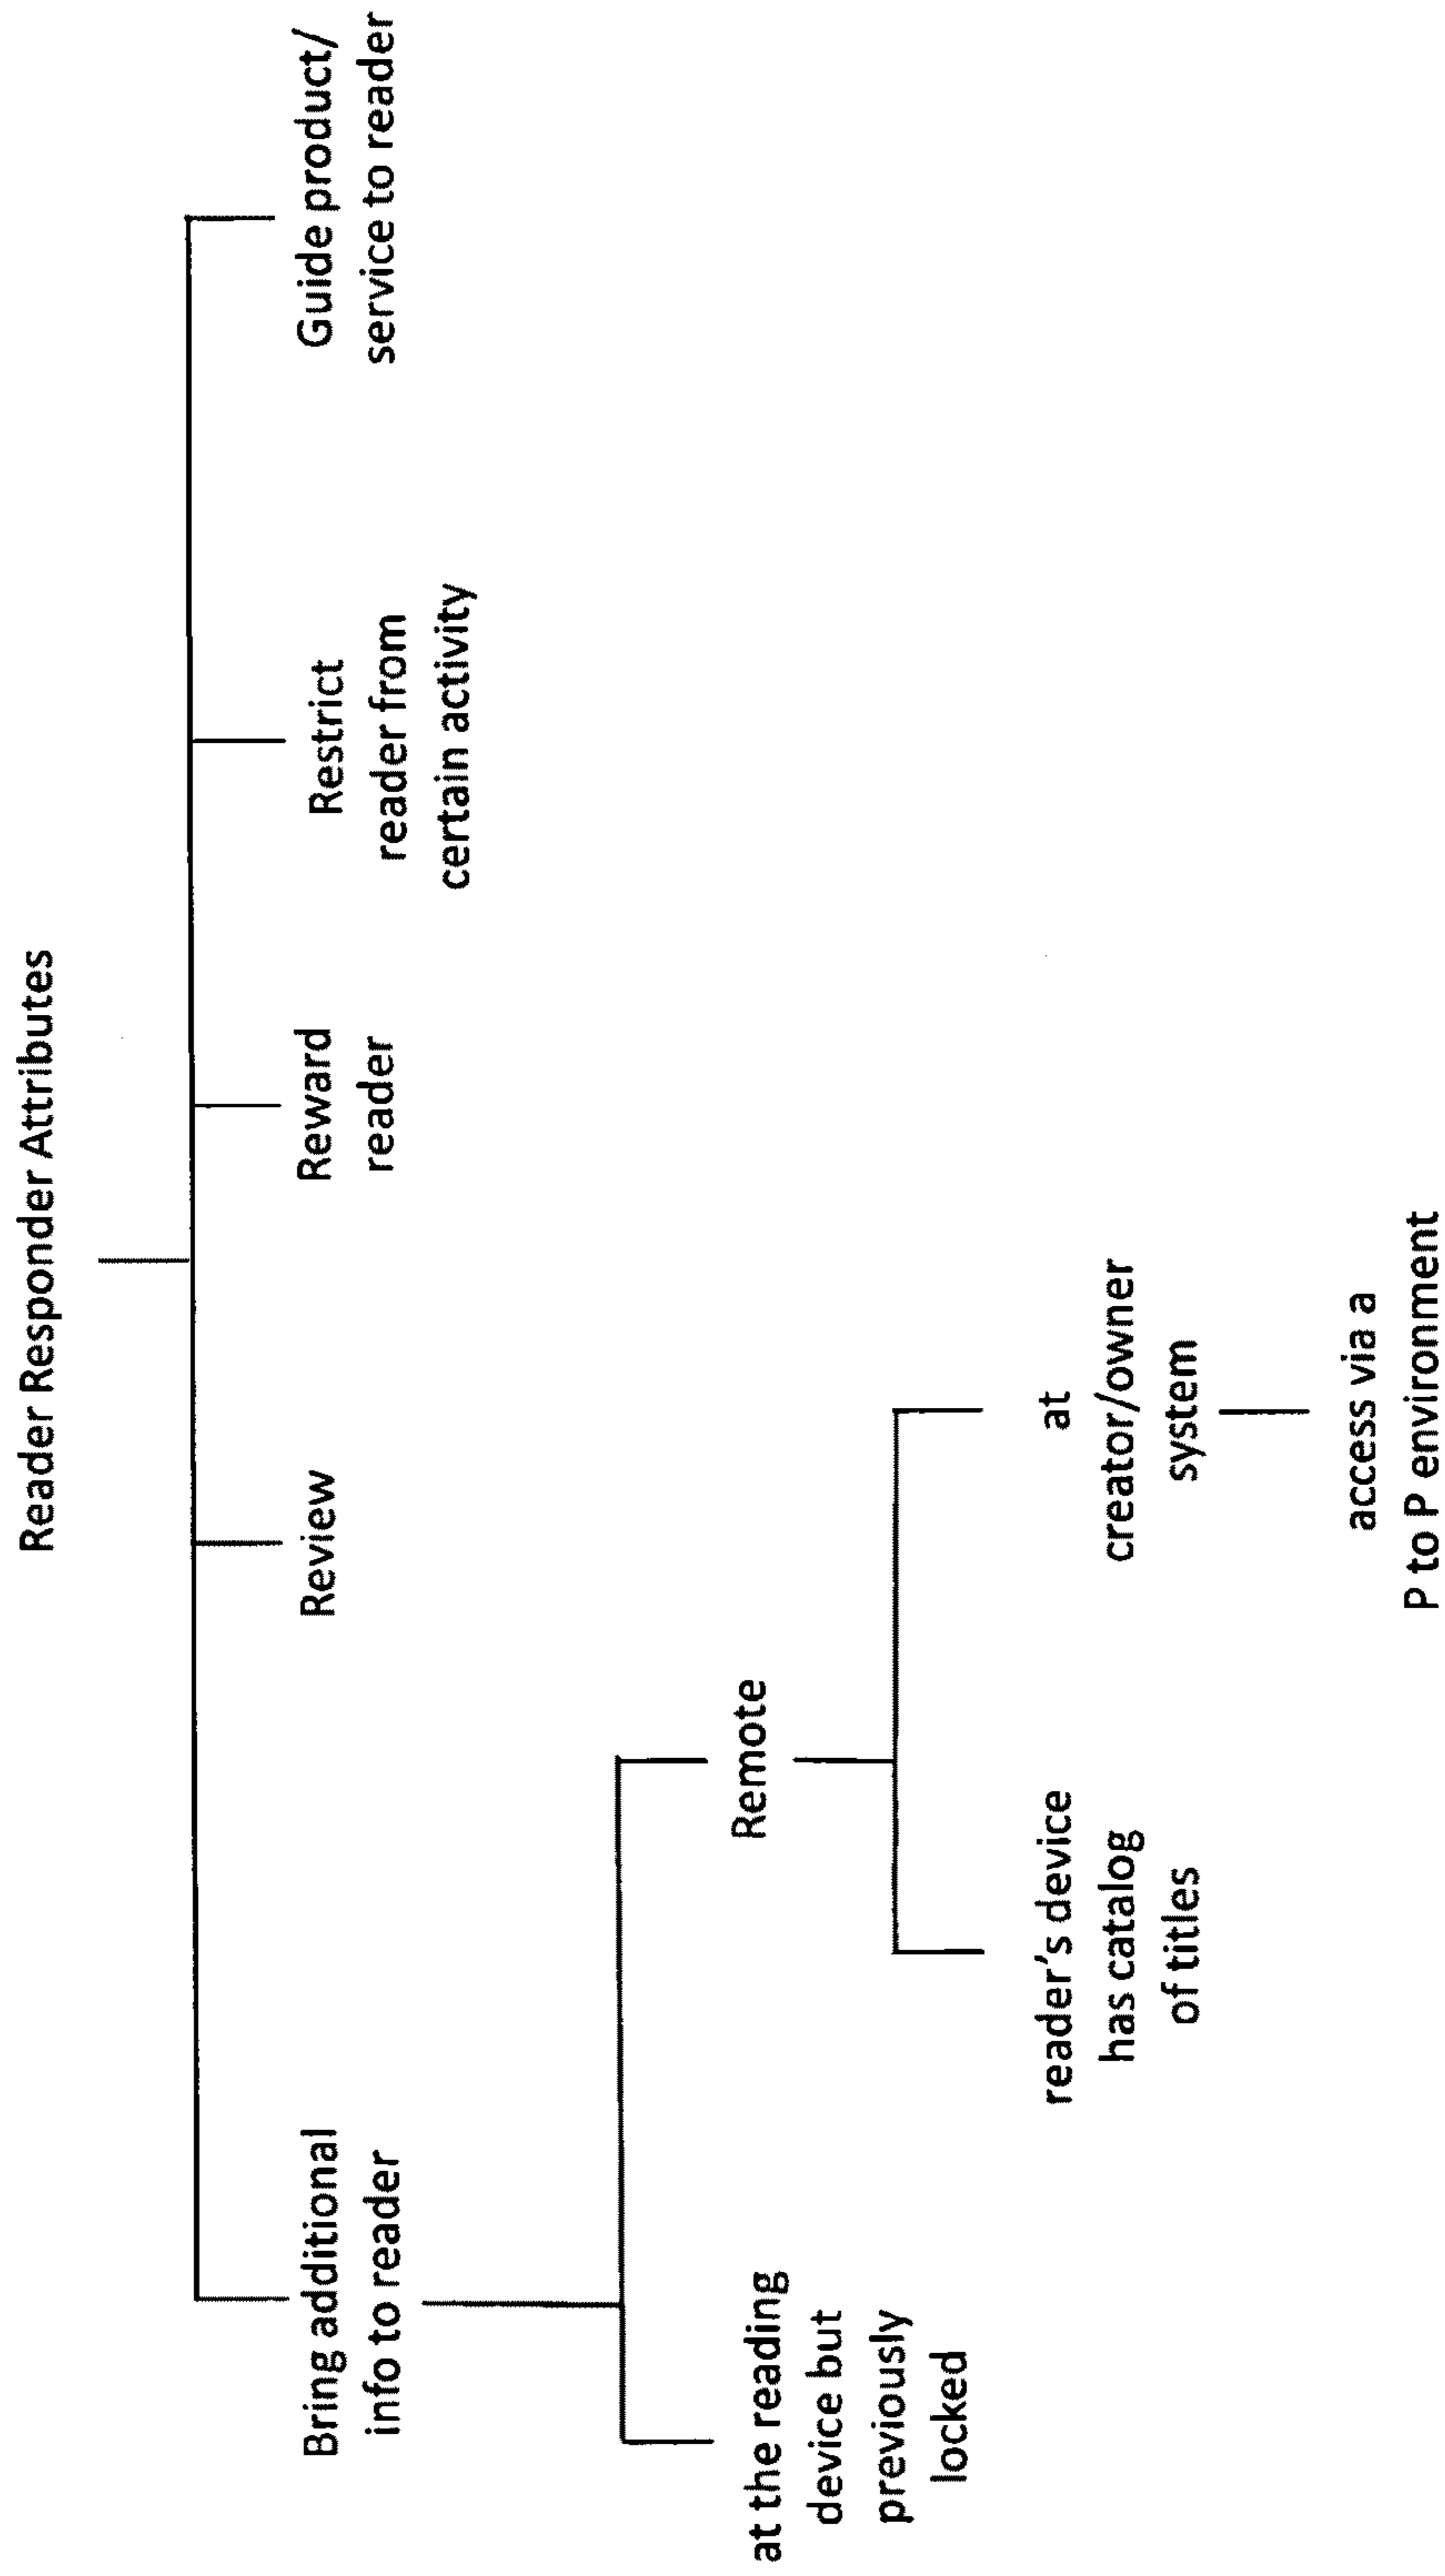 Reader Responder Attributes
Bring additional
info to reader
Review
Reward
reader
Restrict
reader from
certain activity
Guide product/
service to reader
at the reading
device but
previously
locked
Remote
reader's device
has catalog
of titles
at
creator/owner
system
access via a
P to P environment